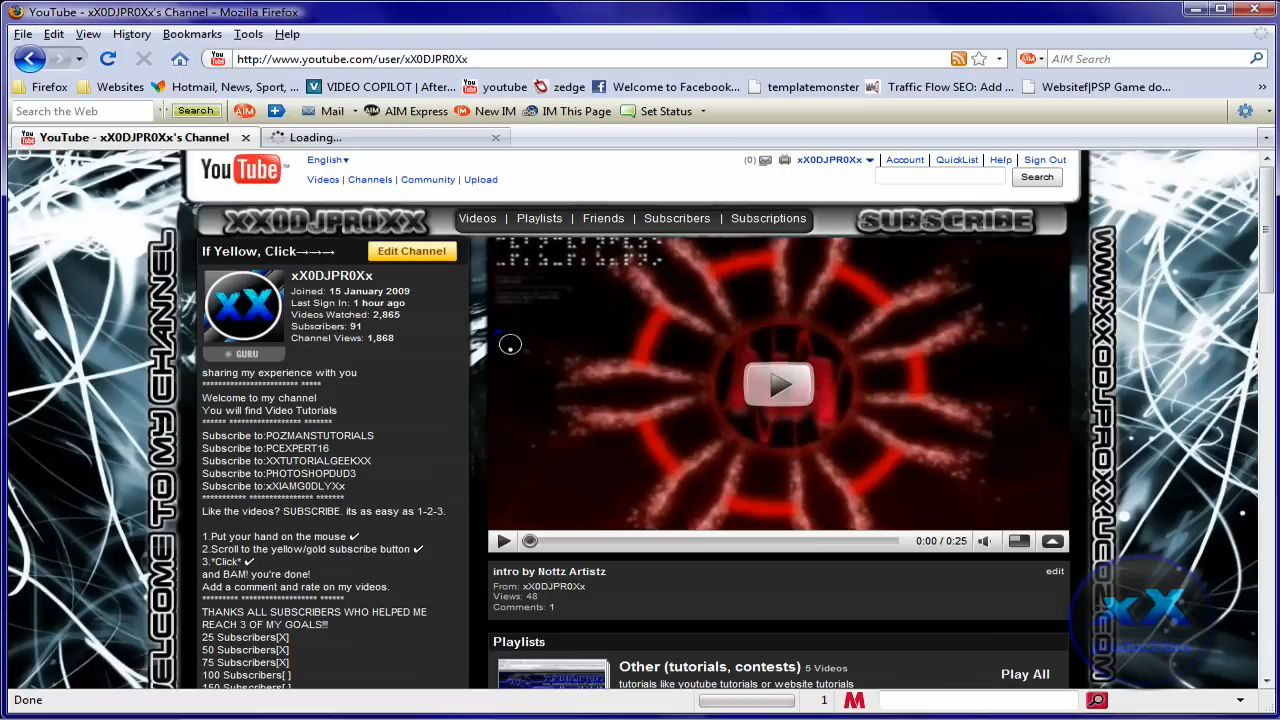 YouTube - xX0DJPR0Xx's Channel - Mozilla Firefox
File Edit View History Bookmarks Tools Help
http://www.youtube.com/user/xX0DJPR0Xx
AIM Search
Firefox Websites Hotmail, News, Sport, ... VIDEO COPILOT | After... youtube zedge Welcome to Facebook... templatemonster Traffic Flow SEO: Add ... Websitef|PSP Game do... »
Search the Web Search AIM Mail AIM Express New IM IM This Page Set Status
YouTube - xX0DJPR0Xx's Channel Loading...
YouTube™
English
(0) xX0DJPR0Xx Account QuickList Help Sign Out
Videos | Channels | Community | Upload
Search
XX0DJPR0XX
Videos | Playlists | Friends | Subscribers | Subscriptions
SUBSCRIBE
If Yellow, Click→→→ Edit Channel
xX
GURU
xX0DJPR0Xx
Joined: 15 January 2009
Last Sign In: 1 hour ago
Videos Watched: 2,865
Subscribers: 91
Channel Views: 1,868
sharing my experience with you
************************ *****
Welcome to my channel
You will find Video Tutorials
****** **************** *******
Subscribe to:POZMANSTUTORIALS
Subscribe to:PCEXPERT16
Subscribe to:XXTUTORIALGEEKXX
Subscribe to:PHOTOSHOPDUD3
Subscribe to:xXIAMG0DLYXx
*********** **************** *******
Like the videos? SUBSCRIBE. its as easy as 1-2-3.
1.Put your hand on the mouse ✓
2.Scroll to the yellow/gold subscribe button ✓
3.*Click* ✓
and BAM! you're done!
Add a comment and rate on my videos.
********* ******************* ******
THANKS ALL SUBSCRIBERS WHO HELPED ME
REACH 3 OF MY GOALS!!!
25 Subscribers[X]
50 Subscribers[X]
75 Subscribers[X]
100 Subscribers[ ]
150 Subscribers[ ]
0:00 / 0:25
intro by Nottz Artistz edit
From: xX0DJPR0Xx
Views: 48
Comments: 1
Playlists
Other (tutorials, contests) 5 Videos
tutorials like youtube tutorials or website tutorials
Play All
WELCOME TO MY CHANNEL
WWW.XXODJPROXX.UCOZ.COM
xX
Done
1